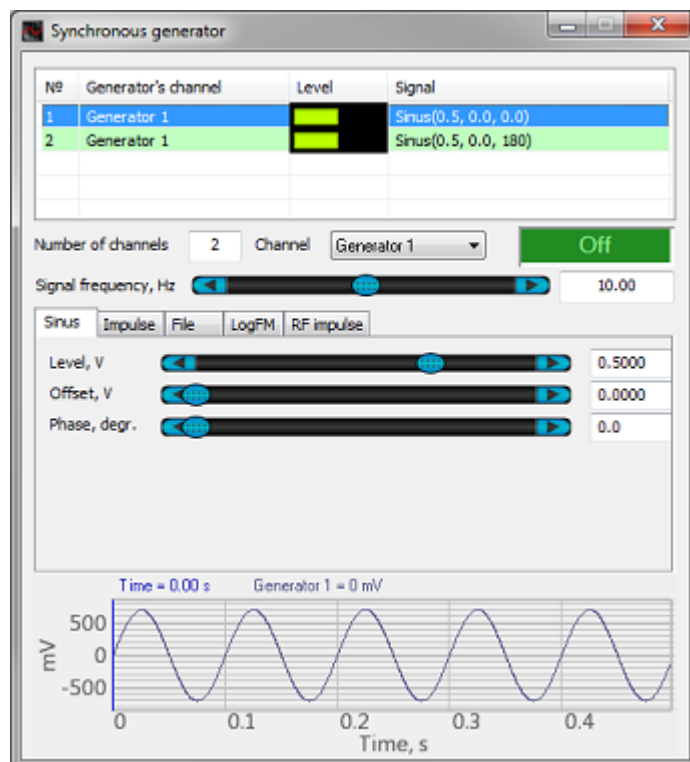 Synchronous generator
№ Generator's channel Level Signal
1 Generator 1 Sinus(0.5, 0.0, 0.0)
2 Generator 1 Sinus(0.5, 0.0, 180)
Number of channels 2 Channel Generator 1 Off
Signal frequency, Hz 10.00
Sinus Impulse File LogFM RF impulse
Level, V 0.5000
Offset, V 0.0000
Phase, degr. 0.0
Time = 0.00 s Generator 1 = 0 mV
500
0
-500
mV
0 0.1 0.2 0.3 0.4
Time, s